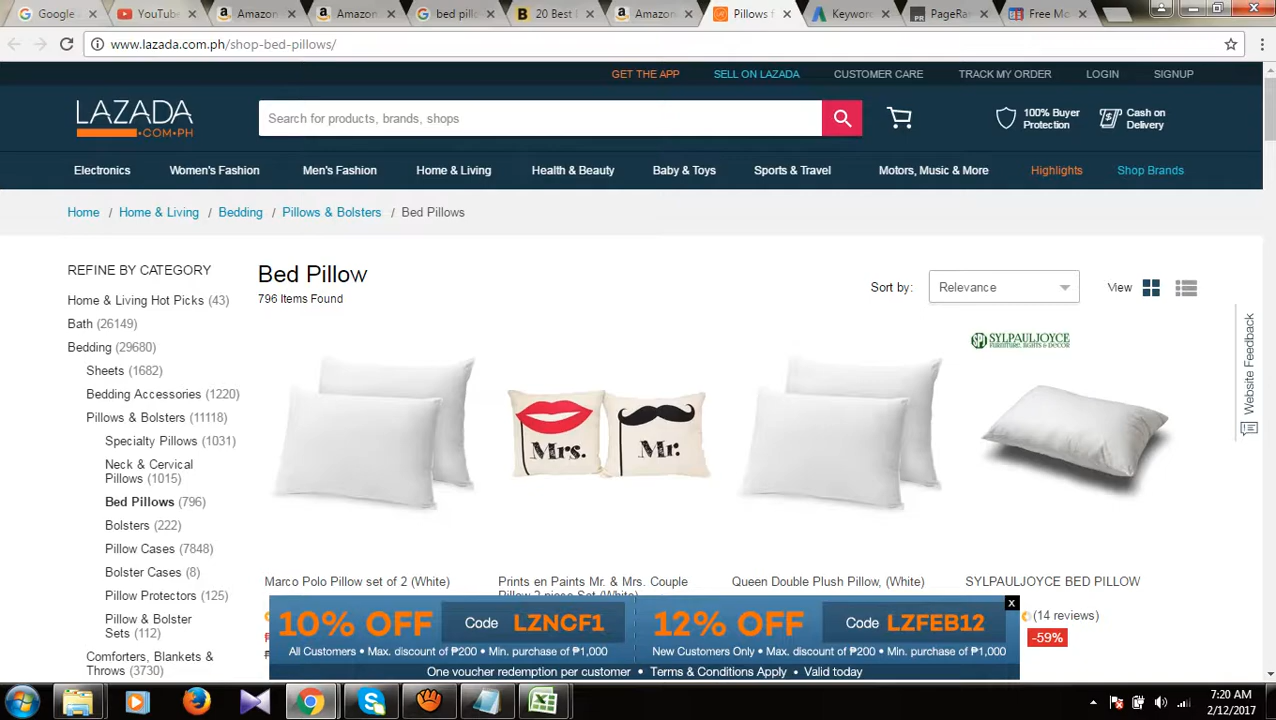 Google
YouTube
Amazon
Amazon
bed pills
20 Best
Amazon
Pillows f
Keyword
PageRa
Free Mo
www.lazada.com.ph/shop-bed-pillows/
GET THE APP
SELL ON LAZADA
CUSTOMER CARE
TRACK MY ORDER
LOGIN
SIGNUP
LAZADA
.COM.PH
Search for products, brands, shops
100% Buyer
Protection
Cash on
Delivery
Electronics
Women's Fashion
Men's Fashion
Home & Living
Health & Beauty
Baby & Toys
Sports & Travel
Motors, Music & More
Highlights
Shop Brands
Home / Home & Living / Bedding / Pillows & Bolsters / Bed Pillows
REFINE BY CATEGORY
Home & Living Hot Picks (43)
Bath (26149)
Bedding (29680)
Sheets (1682)
Bedding Accessories (1220)
Pillows & Bolsters (11118)
Specialty Pillows (1031)
Neck & Cervical
Pillows (1015)
Bed Pillows (796)
Bolsters (222)
Pillow Cases (7848)
Bolster Cases (8)
Pillow Protectors (125)
Pillow & Bolster
Sets (112)
Comforters, Blankets &
Throws (3730)
Bed Pillow
796 Items Found
Sort by:
Relevance
View
Website Feedback
SPJ SYLPAULJOYCE
FURNITURE, LIGHTS & DECOR
Mrs.
Mr.
Marco Polo Pillow set of 2 (White)
Prints en Paints Mr. & Mrs. Couple
Pillow 2 piece Set (White)
Queen Double Plush Pillow, (White)
SYLPAULJOYCE BED PILLOW
(14 reviews)
-59%
10% OFF
Code LZNCF1
All Customers • Max. discount of ₱200 • Min. purchase of ₱1,000
12% OFF
Code LZFEB12
New Customers Only • Max. discount of ₱200 • Min. purchase of ₱1,000
X
One voucher redemption per customer • Terms & Conditions Apply • Valid today
7:20 AM
2/12/2017